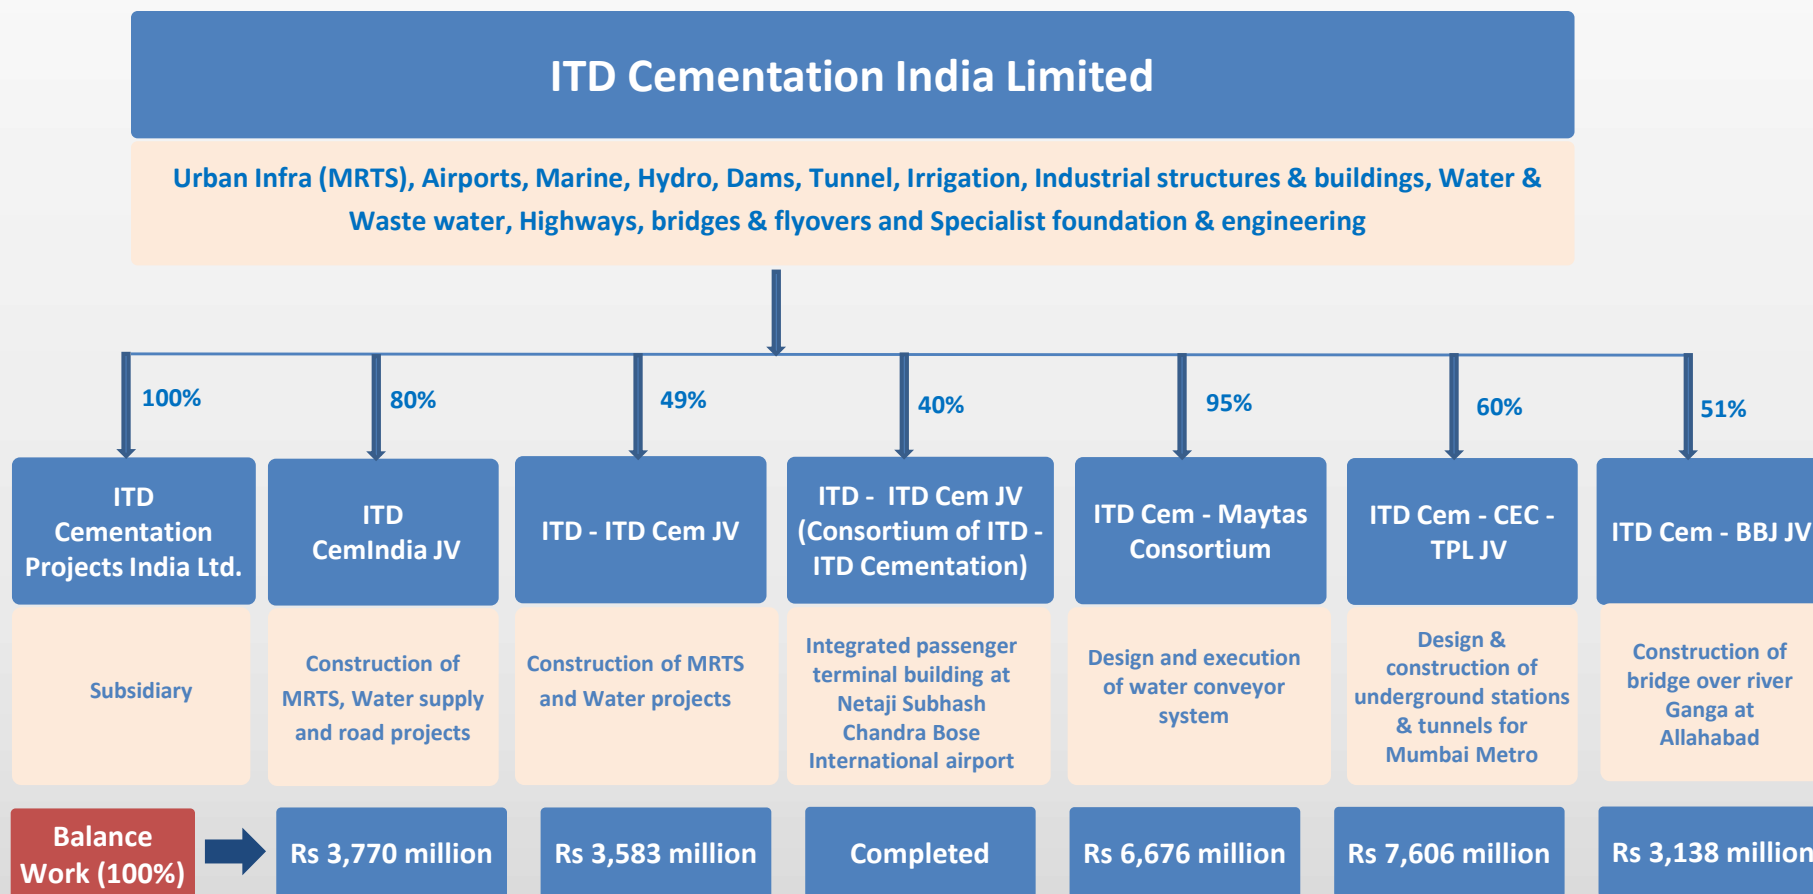 ITD Cementation India Limited
Urban Infra (MRTS), Airports, Marine, Hydro, Dams, Tunnel, Irrigation, Industrial structures & buildings, Water &
Waste water, Highways, bridges & flyovers and Specialist foundation & engineering
100%
80%
49%
40%
95%
60%
51%
ITD
Cementation
Projects India Ltd.
ITD
CemIndia JV
ITD - ITD Cem JV
ITD - ITD Cem JV
(Consortium of ITD -
ITD Cementation)
ITD Cem - Maytas
Consortium
ITD Cem - CEC -
TPL JV
ITD Cem - BBJ JV
Subsidiary
Construction of
MRTS, Water supply
and road projects
Construction of MRTS
and Water projects
Integrated passenger
terminal building at
Netaji Subhash
Chandra Bose
International airport
Design and execution
of water conveyor
system
Design &
construction of
underground stations
& tunnels for
Mumbai Metro
Construction of
bridge over river
Ganga at
Allahabad
Balance
Work (100%)
Rs 3,770 million
Rs 3,583 million
Completed
Rs 6,676 million
Rs 7,606 million
Rs 3,138 million